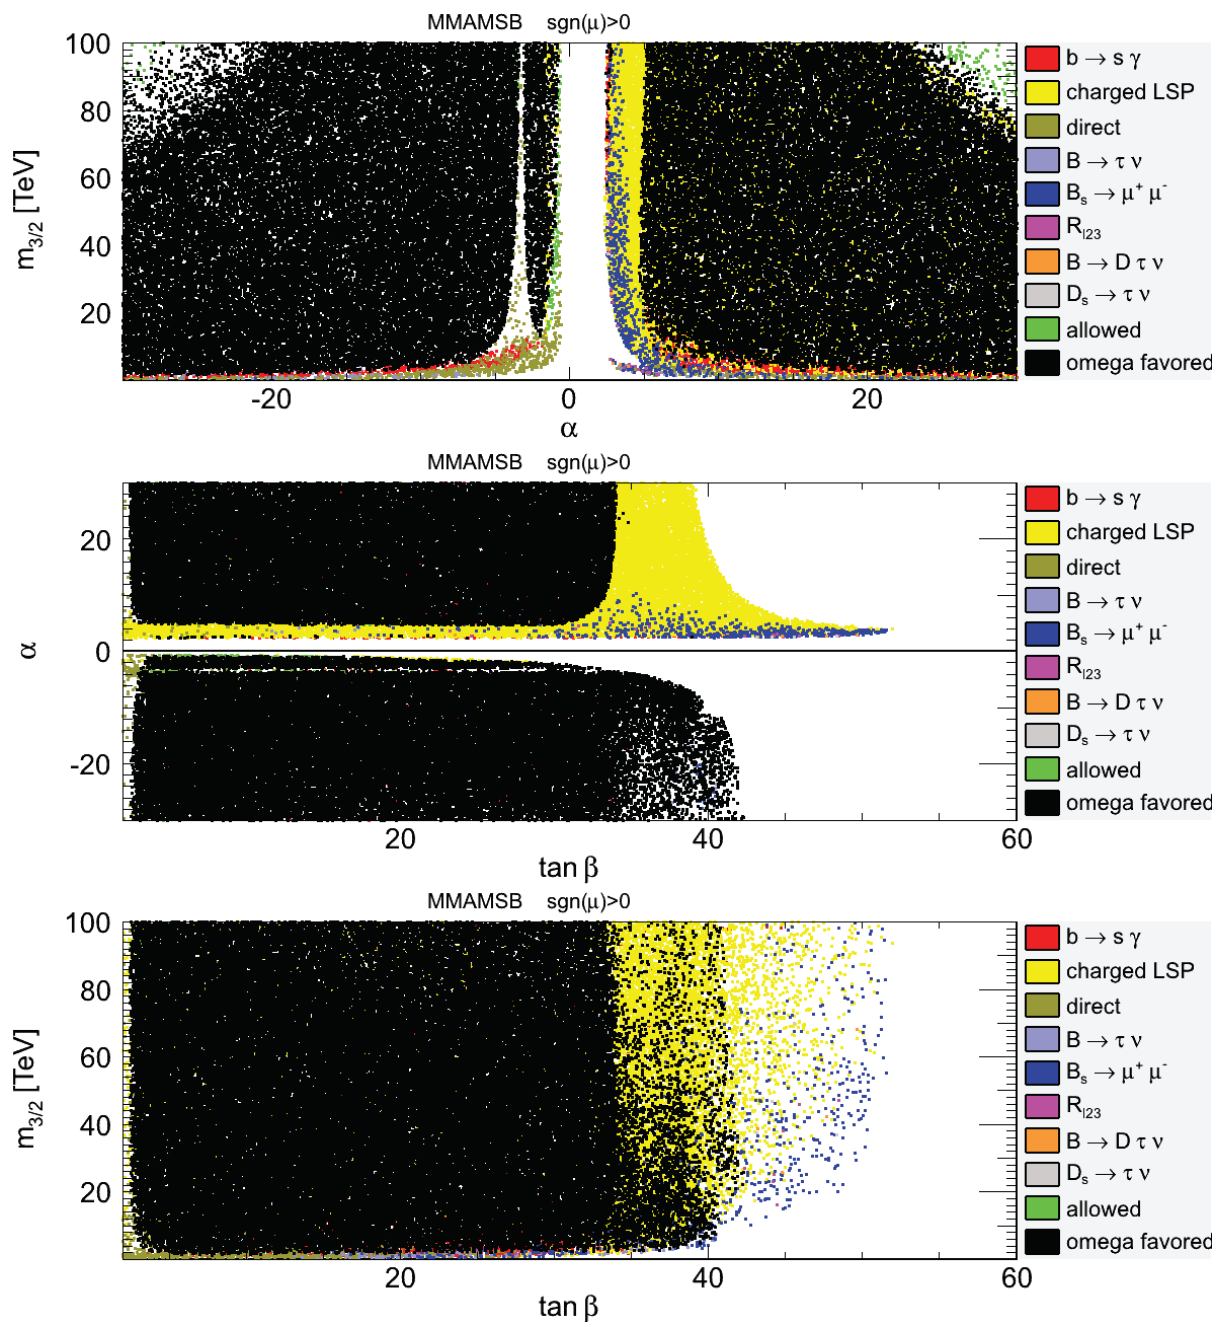 MMAMSB sgn(μ)>0
100
80
60
40
20
m3/2 [TeV]
-20 0 20
α
b → s γ
charged LSP
direct
B → τ ν
Bs → μ+ μ-
Rl23
B → D τ ν
Ds → τ ν
allowed
omega favored
MMAMSB sgn(μ)>0
20
0
-20
α
20 40 60
tan β
b → s γ
charged LSP
direct
B → τ ν
Bs → μ+ μ-
Rl23
B → D τ ν
Ds → τ ν
allowed
omega favored
MMAMSB sgn(μ)>0
100
80
60
40
20
m3/2 [TeV]
20 40 60
tan β
b → s γ
charged LSP
direct
B → τ ν
Bs → μ+ μ-
Rl23
B → D τ ν
Ds → τ ν
allowed
omega favored